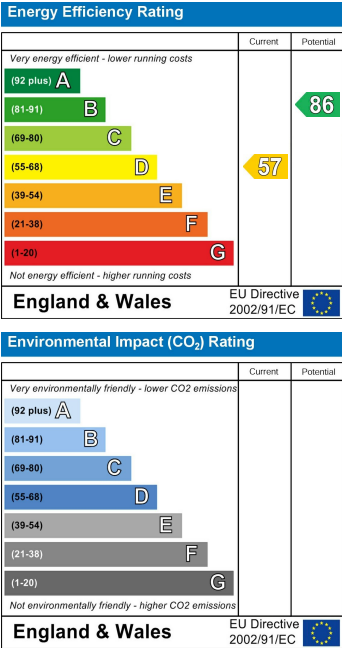 Energy Efficiency Rating
Current Potential
Very energy efficient - lower running costs
(92 plus) A
(81-91) B
86
(69-80) C
(55-68) D
57
(39-54) E
(21-38) F
(1-20) G
Not energy efficient - higher running costs
England & Wales
EU Directive
2002/91/EC
Environmental Impact (CO₂) Rating
Current Potential
Very environmentally friendly - lower CO2 emissions
(92 plus) A
(81-91) B
(69-80) C
(55-68) D
(39-54) E
(21-38) F
(1-20) G
Not environmentally friendly - higher CO2 emissions
England & Wales
EU Directive
2002/91/EC